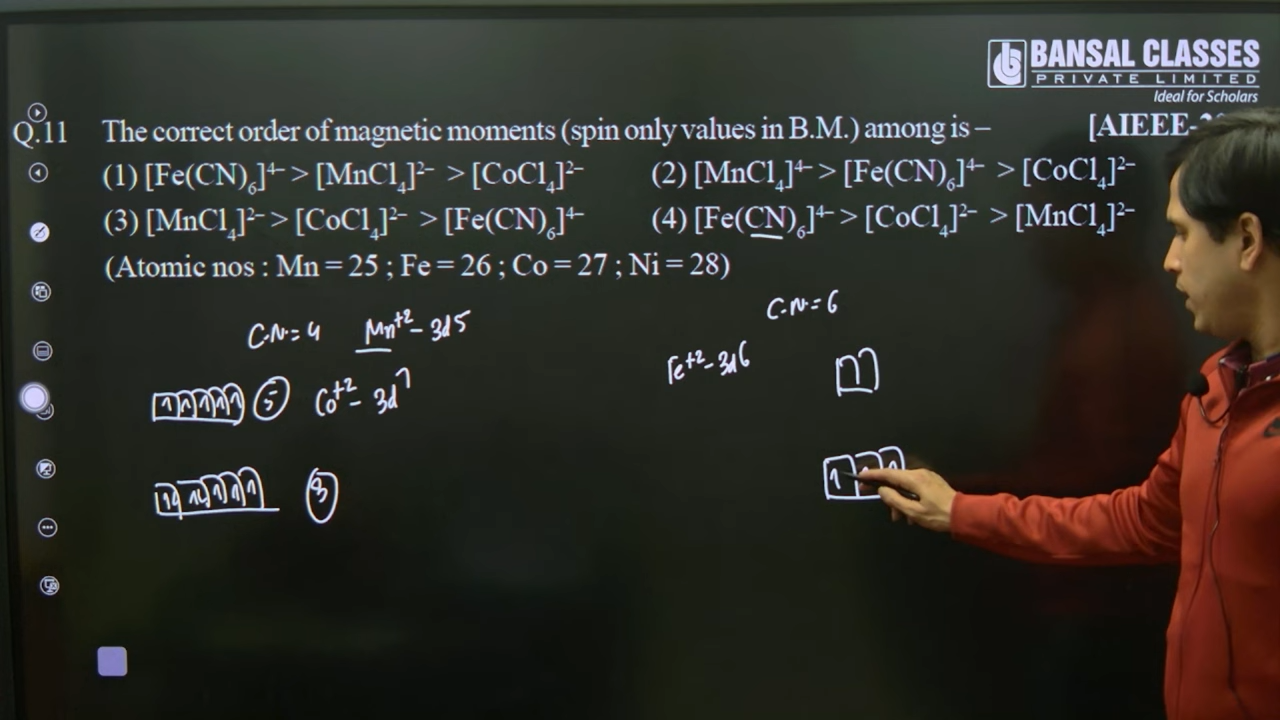 BANSAL CLASSES
PRIVATE LIMITED
Ideal for Scholars
Q.11 The correct order of magnetic moments (spin only values in B.M.) among is – [AIEEE-
(1) [Fe(CN)₆]⁴⁻ > [MnCl₄]²⁻ > [CoCl₄]²⁻ (2) [MnCl₄]⁴⁻ > [Fe(CN)₆]⁴⁻ > [CoCl₄]²⁻
(3) [MnCl₄]²⁻ > [CoCl₄]²⁻ > [Fe(CN)₆]⁴⁻ (4) [Fe(CN)₆]⁴⁻ > [CoCl₄]²⁻ > [MnCl₄]²⁻
(Atomic nos : Mn = 25 ; Fe = 26 ; Co = 27 ; Ni = 28)
C.N. = 4 Mn⁺² – 3d5 C.N. = 6
Fe⁺² – 3d6
5 Co⁺² – 3d⁷
3